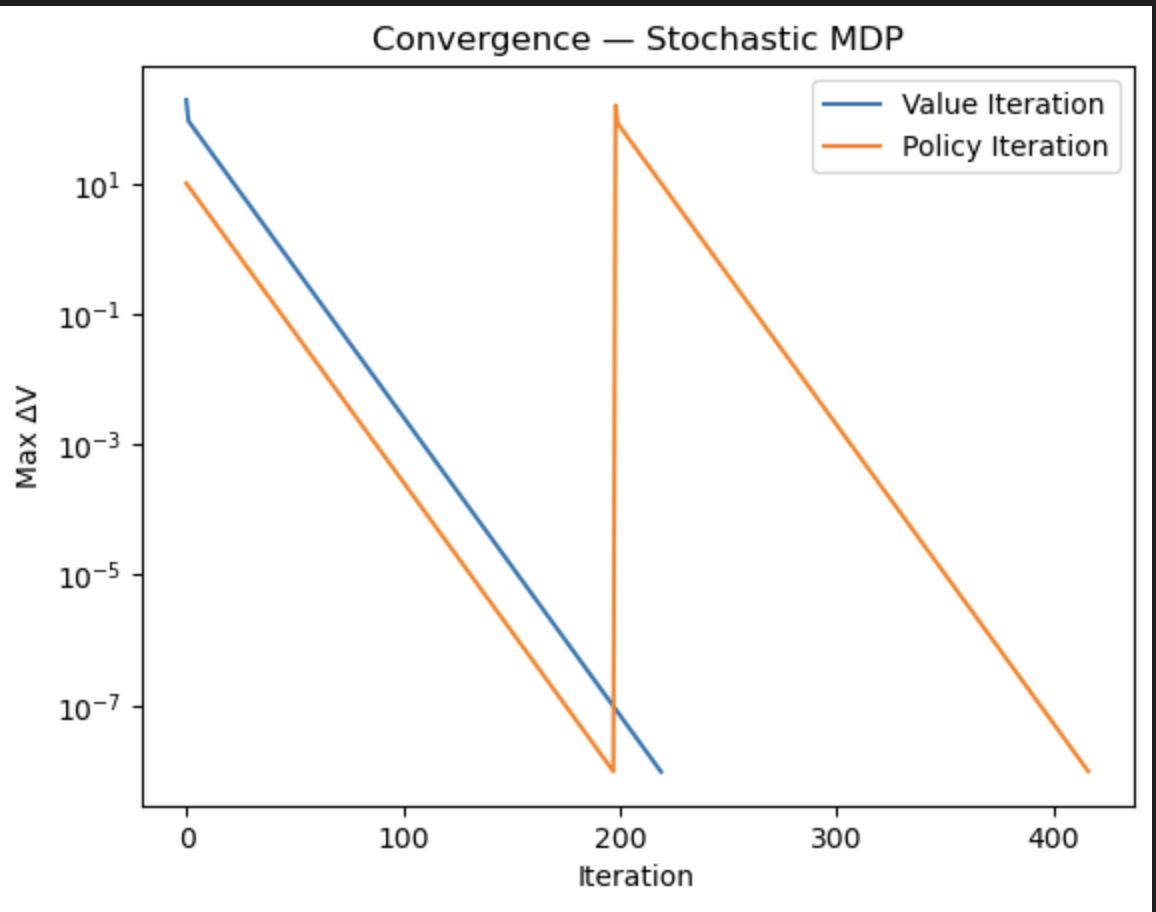 Convergence — Stochastic MDP
Value Iteration
Policy Iteration
Max ΔV
10¹
10⁻¹
10⁻³
10⁻⁵
10⁻⁷
0 100 200 300 400
Iteration